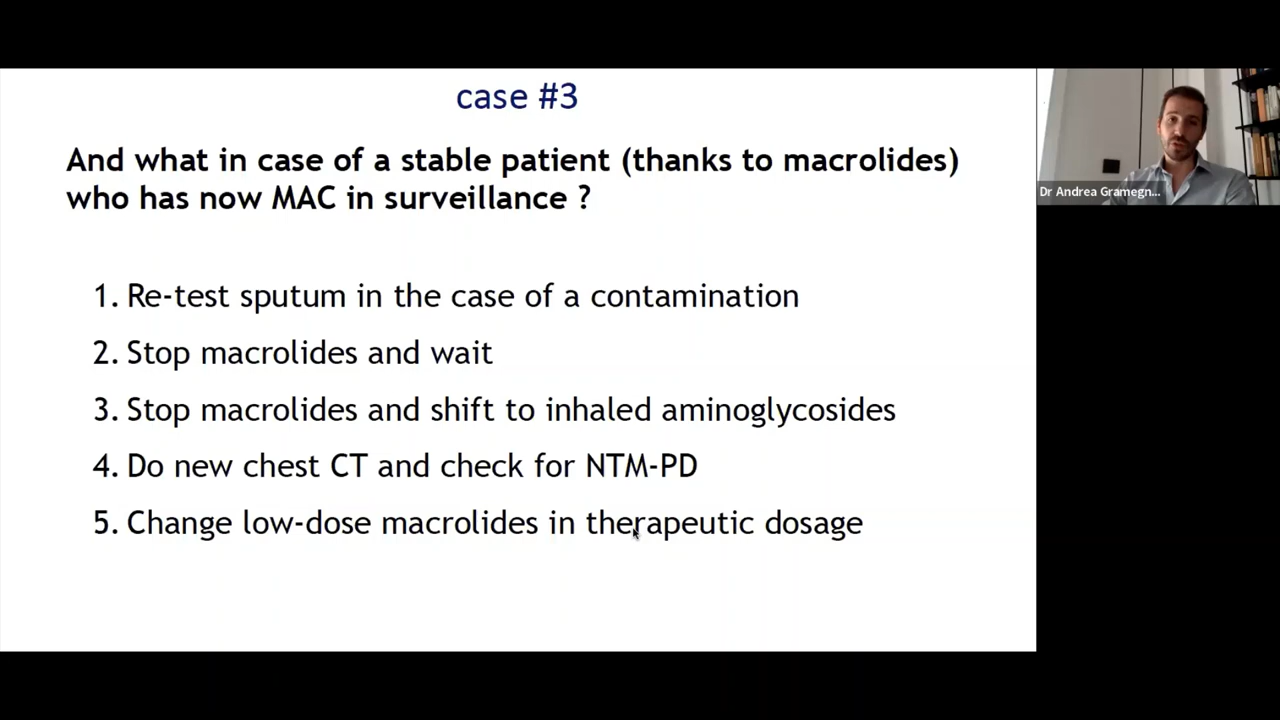 case #3
And what in case of a stable patient (thanks to macrolides)
who has now MAC in surveillance ?
1. Re-test sputum in the case of a contamination
2. Stop macrolides and wait
3. Stop macrolides and shift to inhaled aminoglycosides
4. Do new chest CT and check for NTM-PD
5. Change low-dose macrolides in therapeutic dosage
Dr Andrea Gramegn...